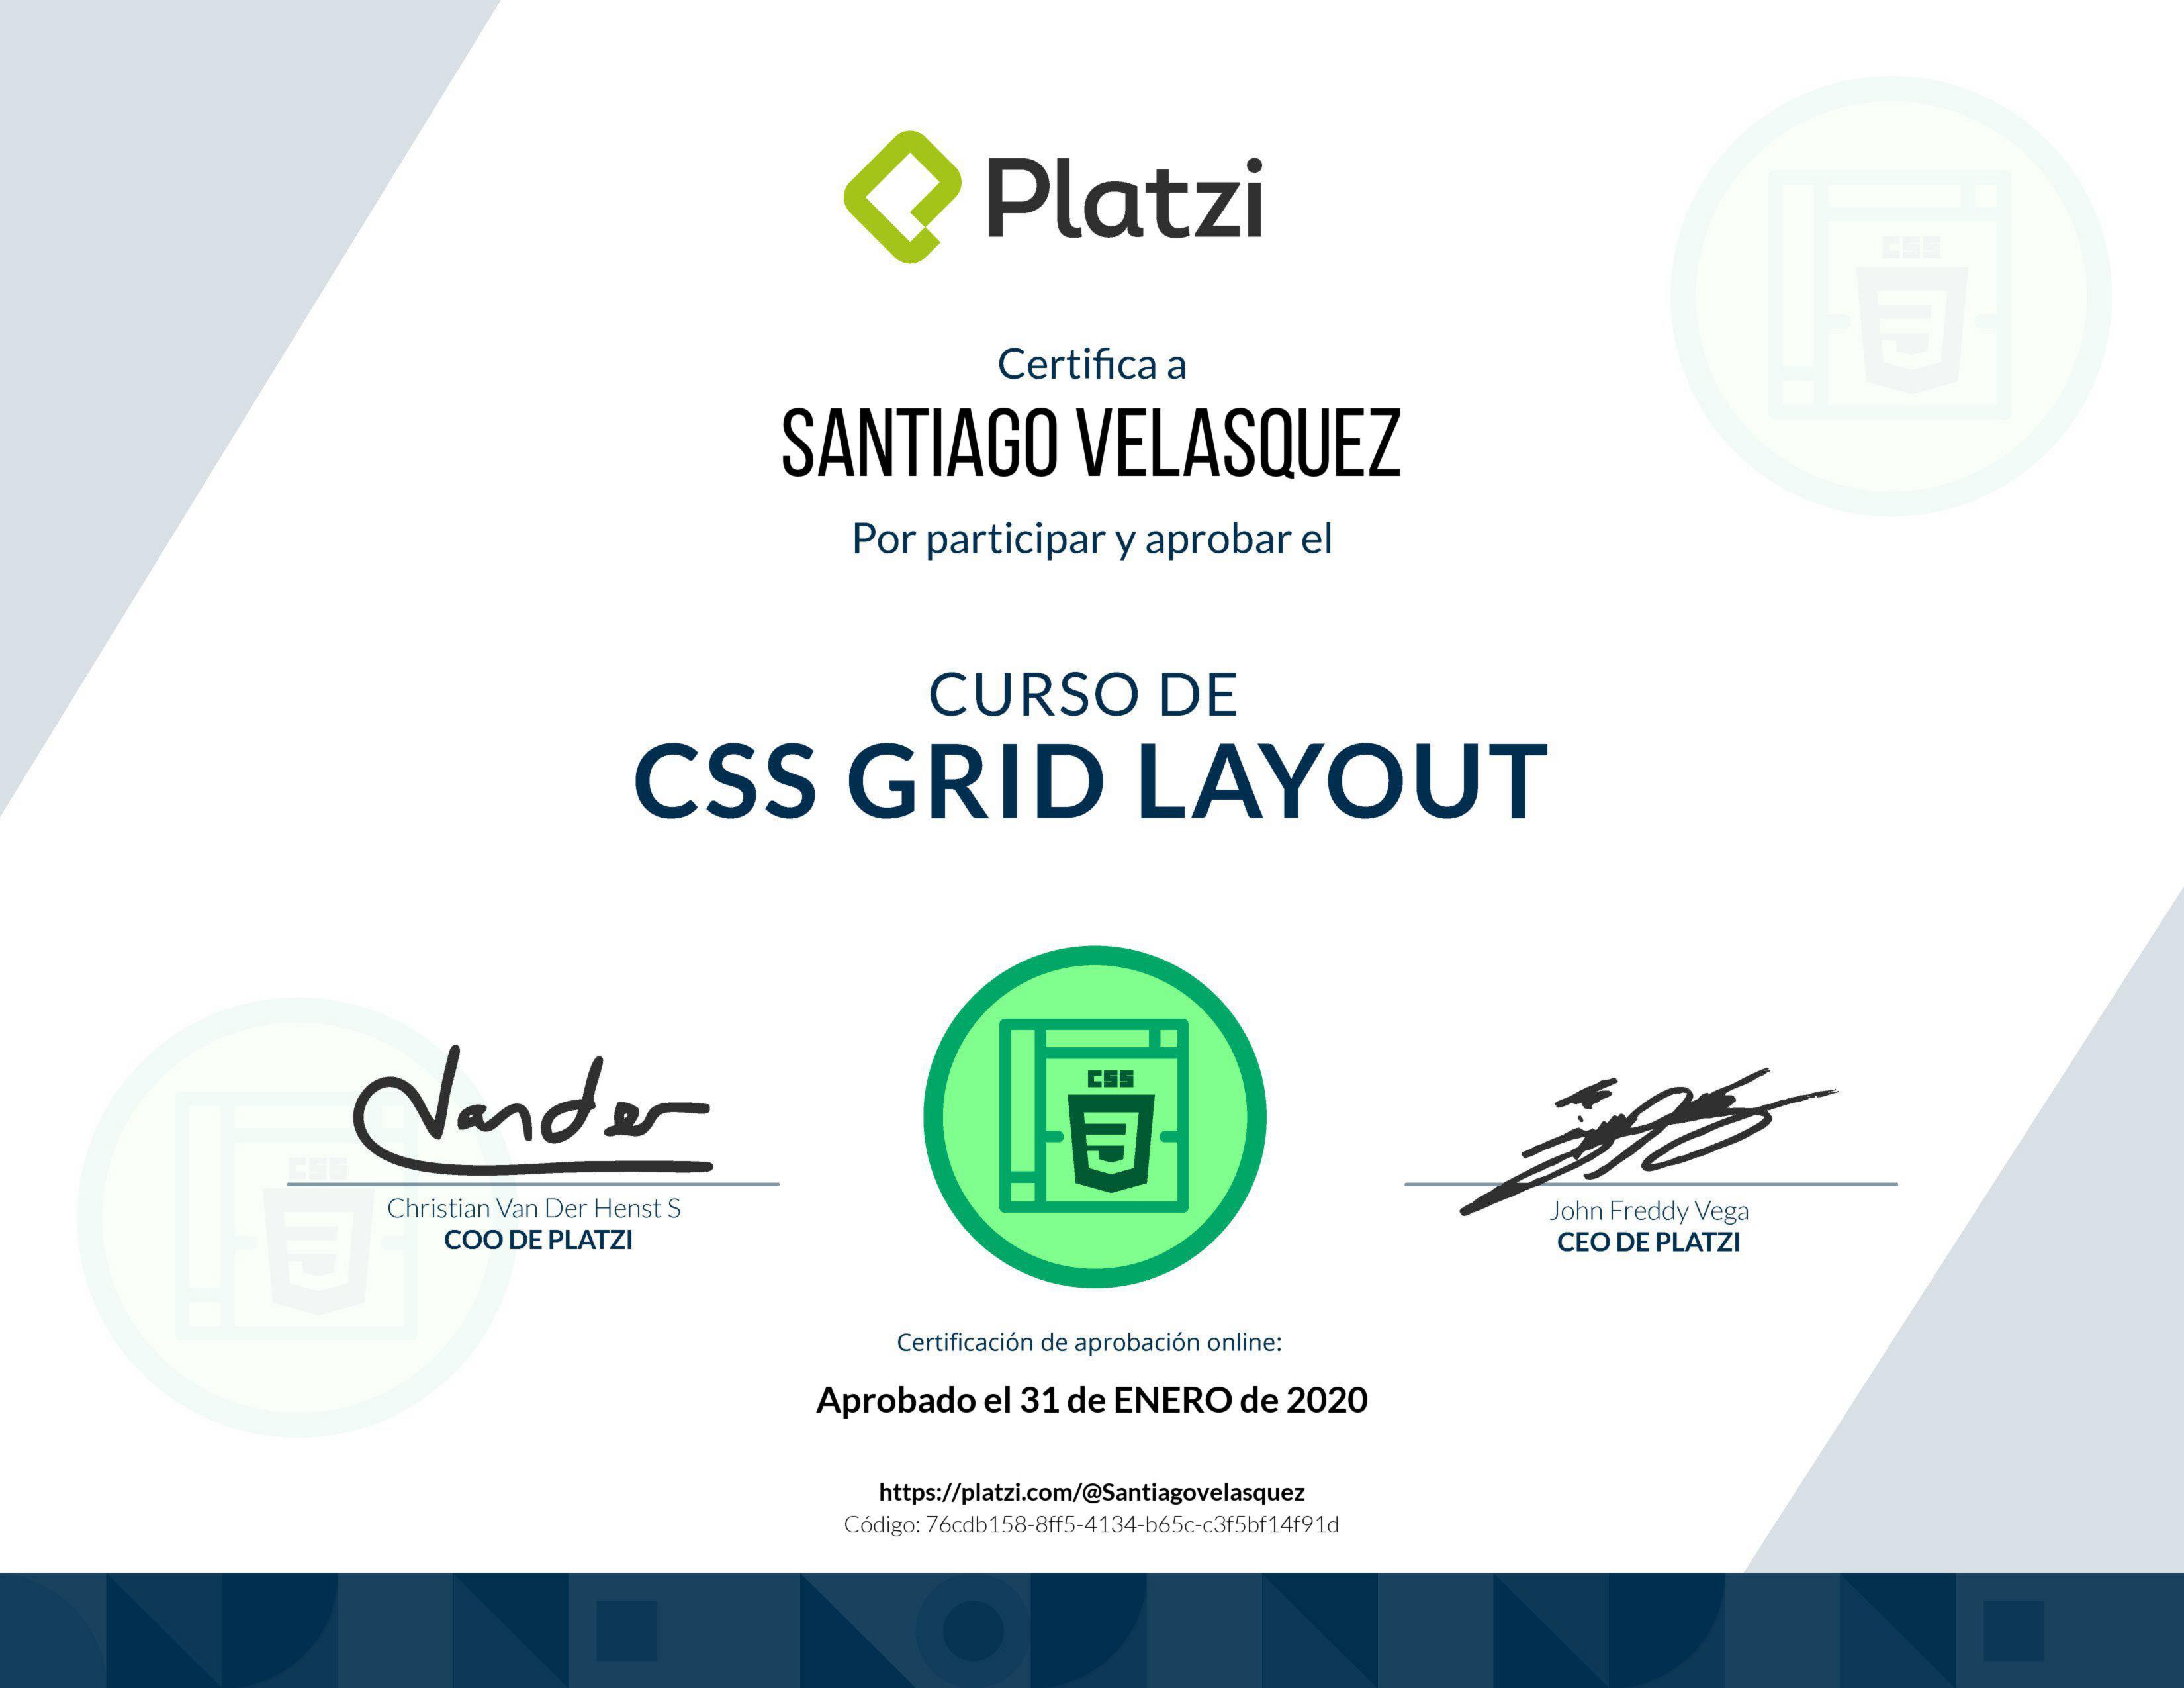 Platzi
Certifica a
SANTIAGO VELASQUEZ
Por participar y aprobar el
CURSO DE
CSS GRID LAYOUT
CSS
CSS
CSS
Vander
Christian Van Der Henst S
COO DE PLATZI
John Freddy Vega
CEO DE PLATZI
Certificación de aprobación online:
Aprobado el 31 de ENERO de 2020
https://platzi.com/@Santiagovelasquez
Código: 76cdb158-8ff5-4134-b65c-c3f5bf14f91d